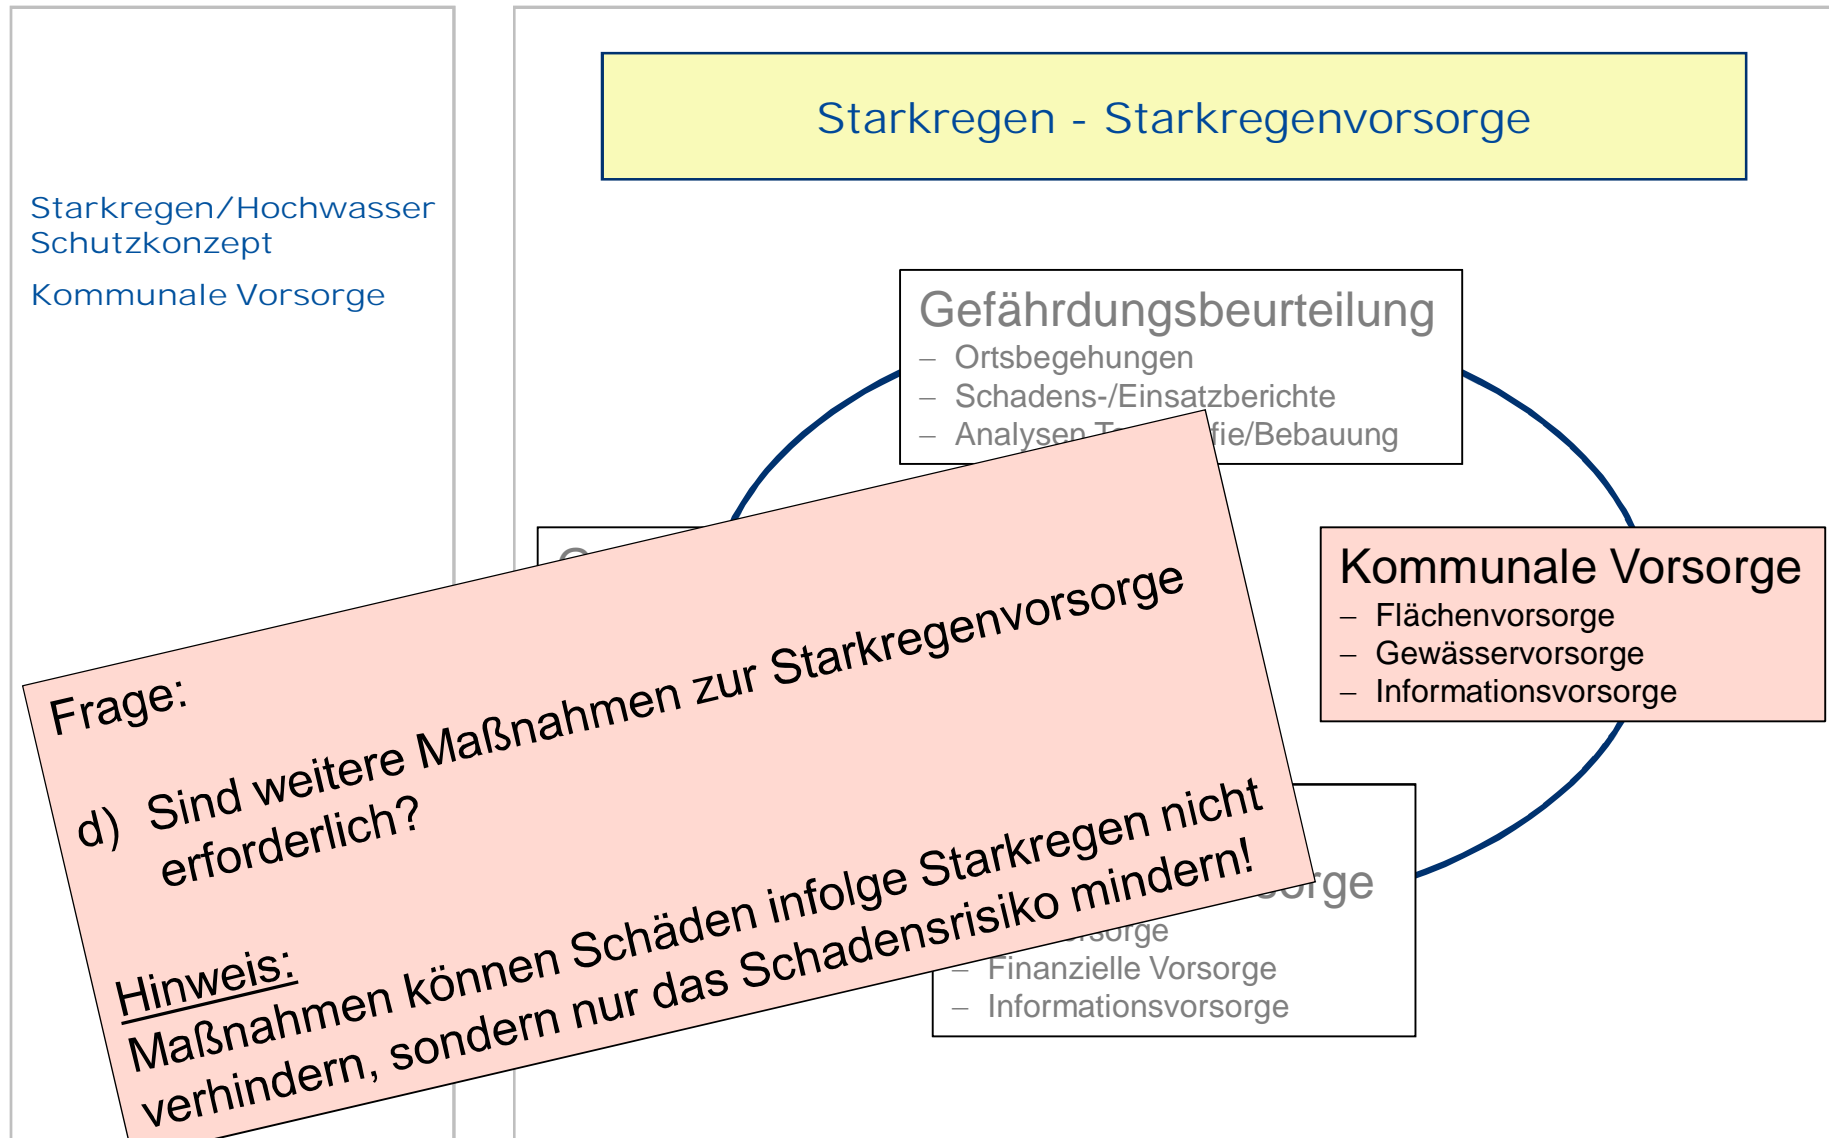 Starkregen/Hochwasser
Schutzkonzept
Kommunale Vorsorge
Starkregen - Starkregenvorsorge
Gefährdungsbeurteilung
– Ortsbegehungen
– Schadens-/Einsatzberichte
– Analysen
Kommunale Vorsorge
– Flächenvorsorge
– Gewässervorsorge
– Informationsvorsorge
Frage:
d) Sind weitere Maßnahmen zur Starkregenvorsorge
erforderlich?
Hinweis:
Maßnahmen können Schäden infolge Starkregen nicht
verhindern, sondern nur das Schadensrisiko mindern!
– Finanzielle Vorsorge
– Informationsvorsorge